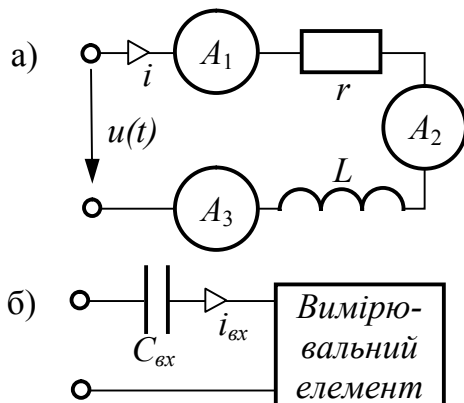 а)
i
A1
r
A2
u(t)
L
A3
б)
Cвх
iвх
Вимірю-
вальний
елемент